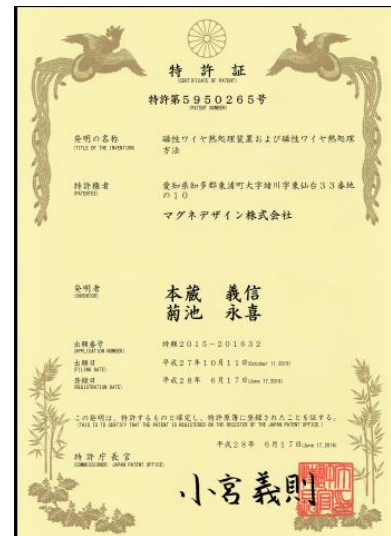 特許証
(CERTIFICATE OF PATENT)
特許第5950265号
(PATENT NUMBER)
発明の名称
(TITLE OF THE INVENTION)
磁性ワイヤ熱処理装置および磁性ワイヤ熱処理
方法
特許権者
(PATENTEE)
愛知県知多郡東浦町大字緒川字東仙台33番地
の10
マグネデザイン株式会社
発明者
(INVENTOR)
本蔵 義信
菊池 永喜
出願番号
(APPLICATION NUMBER)
特願2015-201632
出願日
(FILING DATE)
平成27年10月11日(October 11,2015)
登録日
(REGISTRATION DATE)
平成28年 6月17日(June 17,2016)
この発明は、特許するものと確定し、特許原簿に登録されたことを証する。
(THIS IS TO CERTIFY THAT THE PATENT IS REGISTERED ON THE REGISTER OF THE JAPAN PATENT OFFICE.)
平成28年 6月17日(June 17,2016)
特許庁長官
(COMMISSIONER, JAPAN PATENT OFFICE)
小宮義則